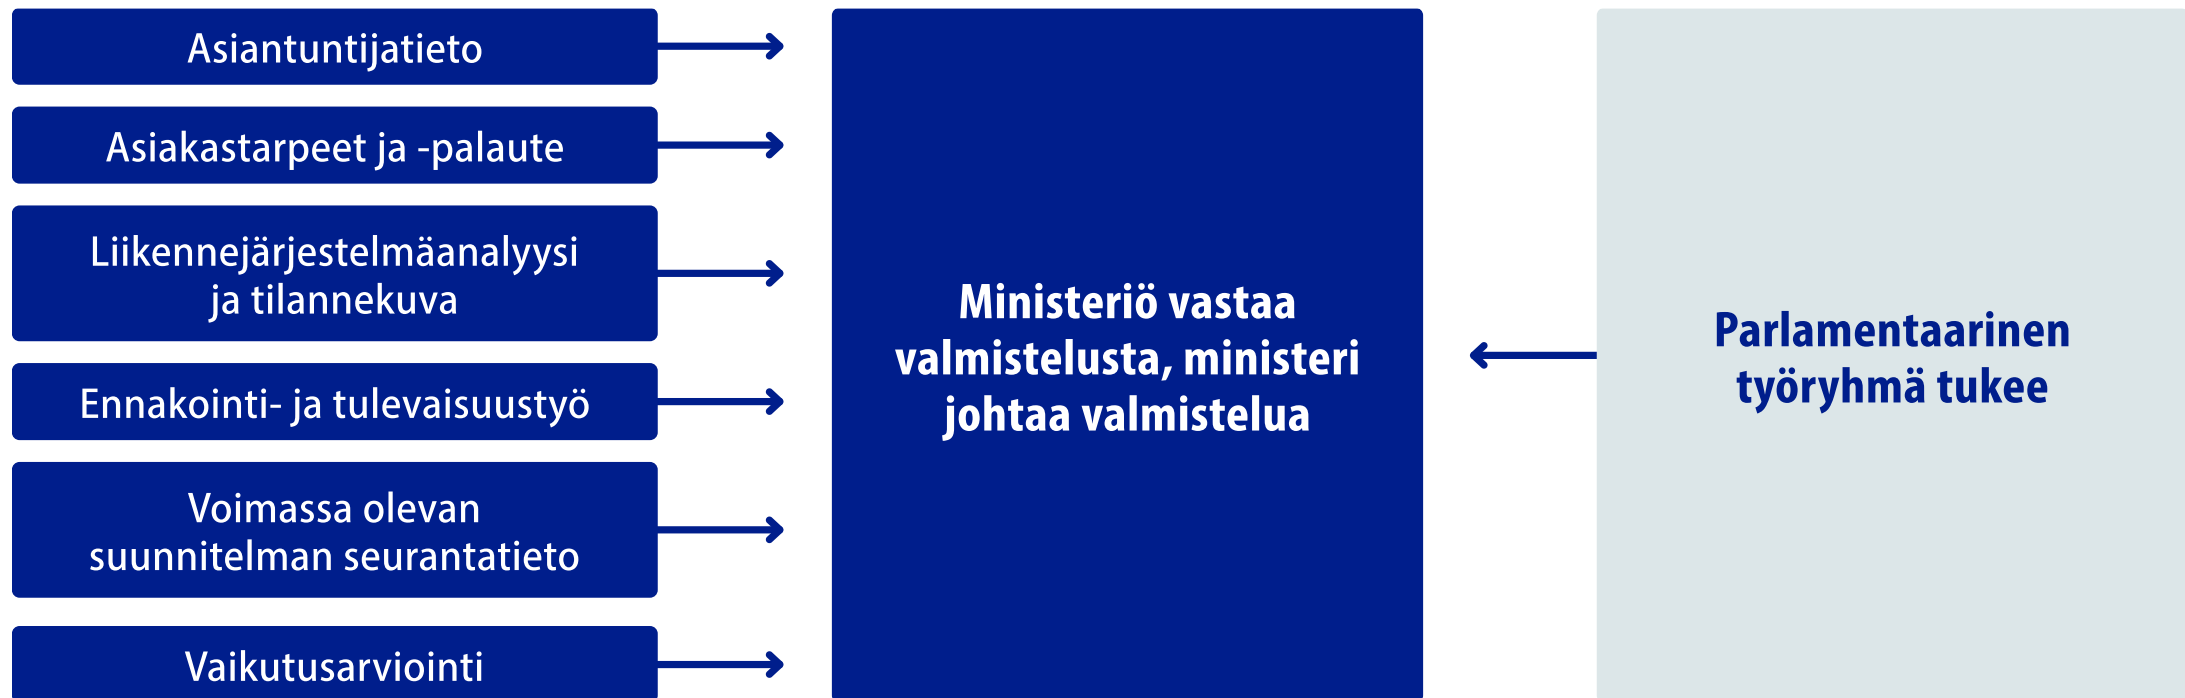 Asiantuntijatieto
Asiakastarpeet ja -palaute
Liikennejärjestelmäanalyysi
ja tilannekuva
Ennakointi- ja tulevaisuustyö
Voimassa olevan
suunnitelman seurantatieto
Vaikutusarviointi
Ministeriö vastaa
valmistelusta, ministeri
johtaa valmistelua
Parlamentaarinen
työryhmä tukee